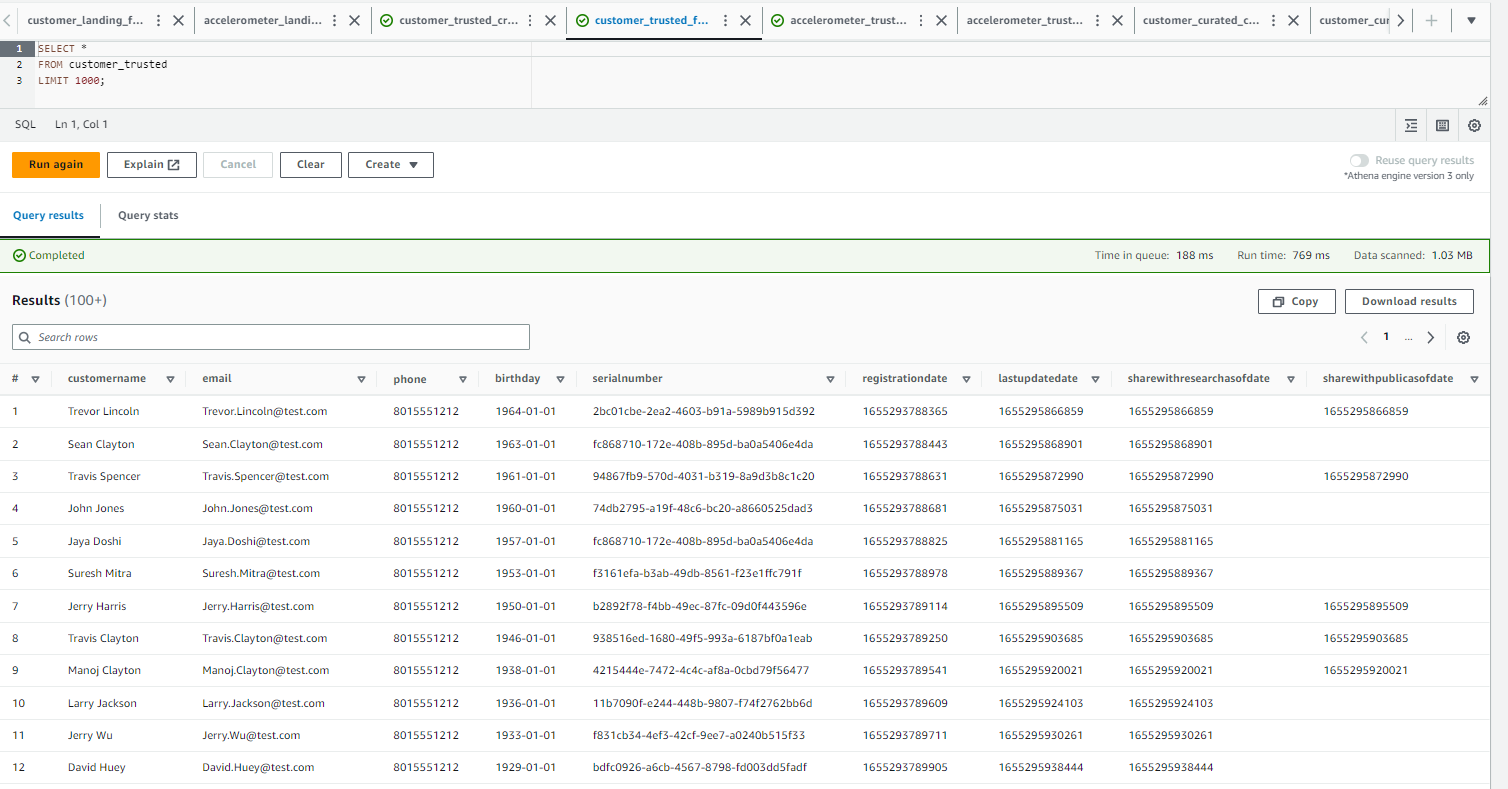 customer_landing_f...
accelerometer_landi...
customer_trusted_cr...
customer_trusted_f...
accelerometer_trust...
accelerometer_trust...
customer_curated_c...
customer_cur
1 SELECT *
2 FROM customer_trusted
3 LIMIT 1000;
SQL Ln 1, Col 1
Run again Explain Cancel Clear Create
Reuse query results
*Athena engine version 3 only
Query results Query stats
Completed Time in queue: 188 ms Run time: 769 ms Data scanned: 1.03 MB
Results (100+) Copy Download results
Search rows 1 ...
# customername email phone birthday serialnumber registrationdate lastupdatedate sharewithresearchasofdate sharewithpublicasofdate
1 Trevor Lincoln Trevor.Lincoln@test.com 8015551212 1964-01-01 2bc01cbe-2ea2-4603-b91a-5989b915d392 1655293788365 1655295866859 1655295866859 1655295866859
2 Sean Clayton Sean.Clayton@test.com 8015551212 1963-01-01 fc868710-172e-408b-895d-ba0a5406e4da 1655293788443 1655295868901 1655295868901
3 Travis Spencer Travis.Spencer@test.com 8015551212 1961-01-01 94867fb9-570d-4031-b319-8a9d3b8c1c20 1655293788631 1655295872990 1655295872990 1655295872990
4 John Jones John.Jones@test.com 8015551212 1960-01-01 74db2795-a19f-48c6-bc20-a8660525dad3 1655293788681 1655295875031 1655295875031
5 Jaya Doshi Jaya.Doshi@test.com 8015551212 1957-01-01 fc868710-172e-408b-895d-ba0a5406e4da 1655293788825 1655295881165 1655295881165
6 Suresh Mitra Suresh.Mitra@test.com 8015551212 1953-01-01 f3161efa-b3ab-49db-8561-f23e1ffc791f 1655293788978 1655295889367 1655295889367
7 Jerry Harris Jerry.Harris@test.com 8015551212 1950-01-01 b2892f78-f4bb-49ec-87fc-09d0f443596e 1655293789114 1655295895509 1655295895509 1655295895509
8 Travis Clayton Travis.Clayton@test.com 8015551212 1946-01-01 938516ed-1680-49f5-993a-6187bf0a1eab 1655293789250 1655295903685 1655295903685 1655295903685
9 Manoj Clayton Manoj.Clayton@test.com 8015551212 1938-01-01 4215444e-7472-4c4c-af8a-0cbd79f56477 1655293789541 1655295920021 1655295920021 1655295920021
10 Larry Jackson Larry.Jackson@test.com 8015551212 1936-01-01 11b7090f-e244-448b-9807-f74f2762bb6d 1655293789609 1655295924103 1655295924103
11 Jerry Wu Jerry.Wu@test.com 8015551212 1933-01-01 f831cb34-4ef3-42cf-9ee7-a0240b515f33 1655293789711 1655295930261 1655295930261
12 David Huey David.Huey@test.com 8015551212 1929-01-01 bdfc0926-a6cb-4567-8798-fd003dd5fadf 1655293789905 1655295938444 1655295938444